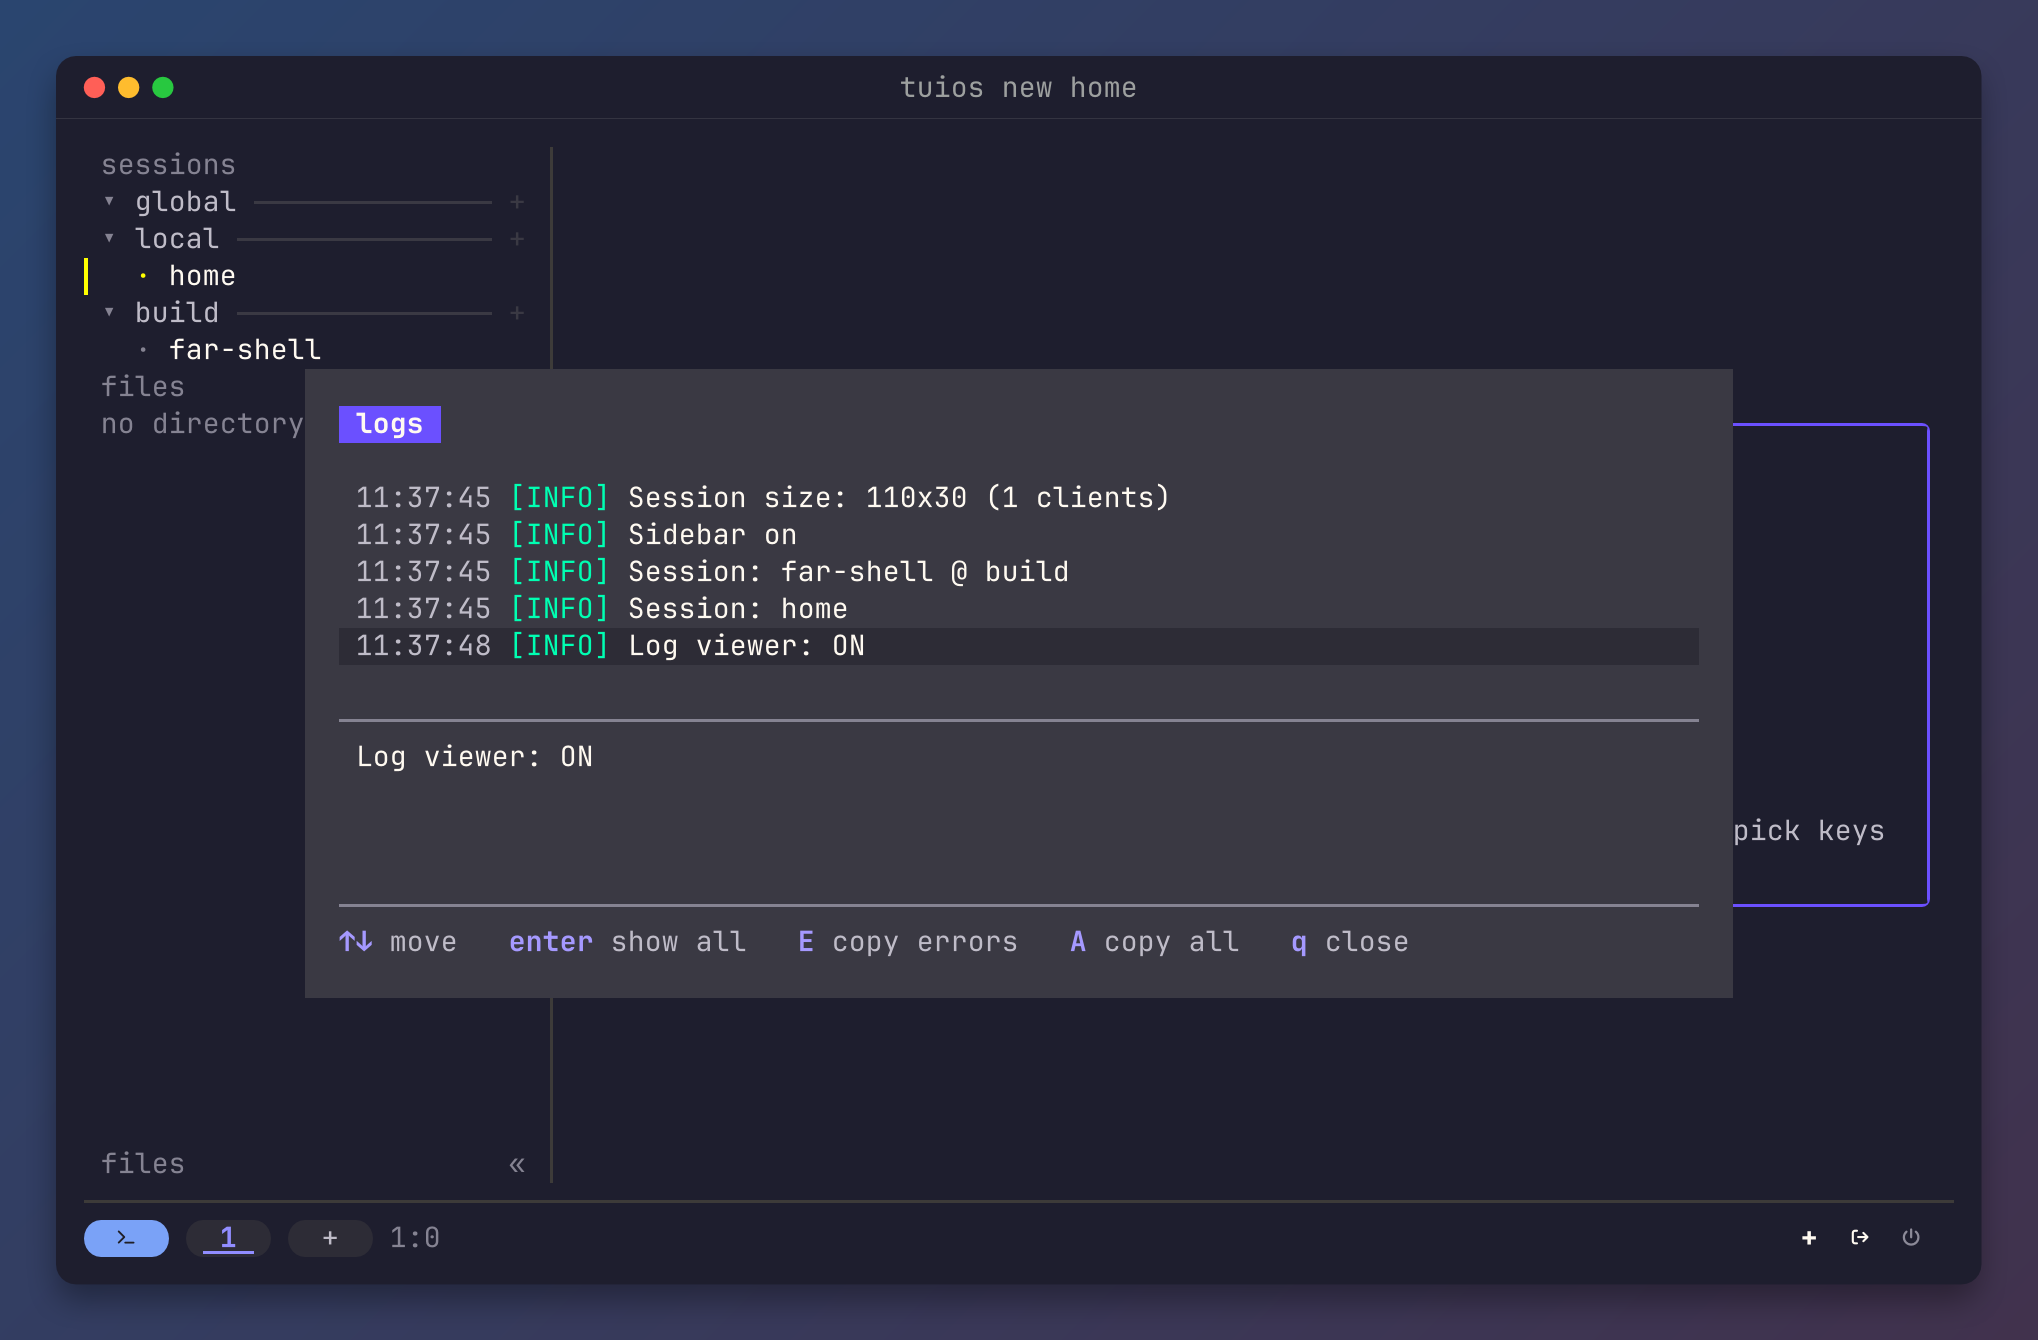 tuios new home
sessions
▾ global +
▾ local +
· home
▾ build +
· far-shell
files
no directory
logs
11:37:45 [INFO] Session size: 110x30 (1 clients)
11:37:45 [INFO] Sidebar on
11:37:45 [INFO] Session: far-shell @ build
11:37:45 [INFO] Session: home
11:37:48 [INFO] Log viewer: ON
Log viewer: ON
pick keys
↑↓ move enter show all E copy errors A copy all q close
files «
1 + 1:0